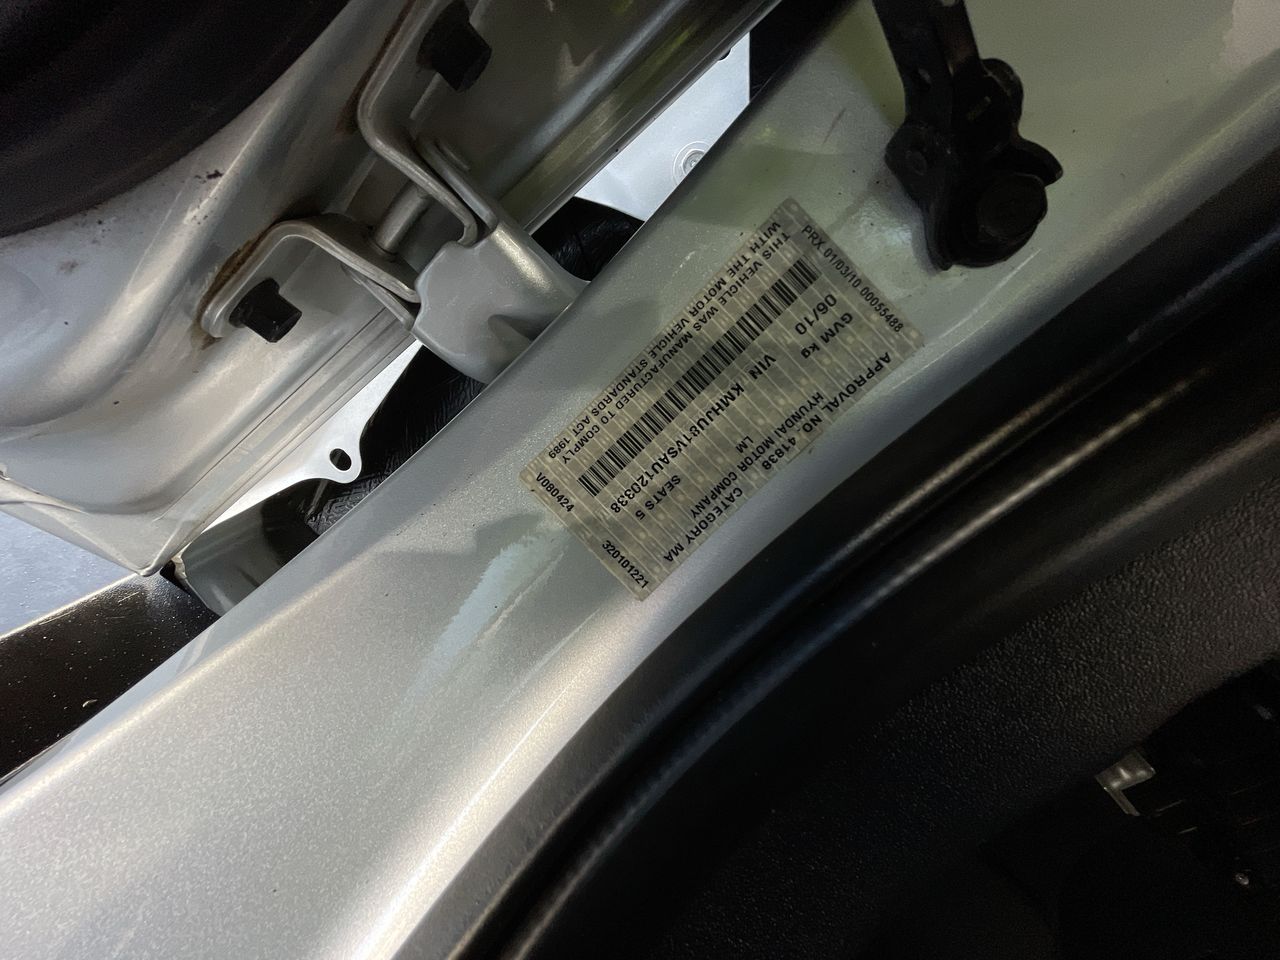 APPROVAL NO. 41838 CATEGORY MA
HYUNDAI MOTOR COMPANY
LM
GVM kg SEATS 5
06/10 VIN KMHJU81VSAU120338
THIS VEHICLE WAS MANUFACTURED TO COMPLY
WITH THE MOTOR VEHICLE STANDARDS ACT 1989
PRX 01/03/10 00055488
V080424
320101221